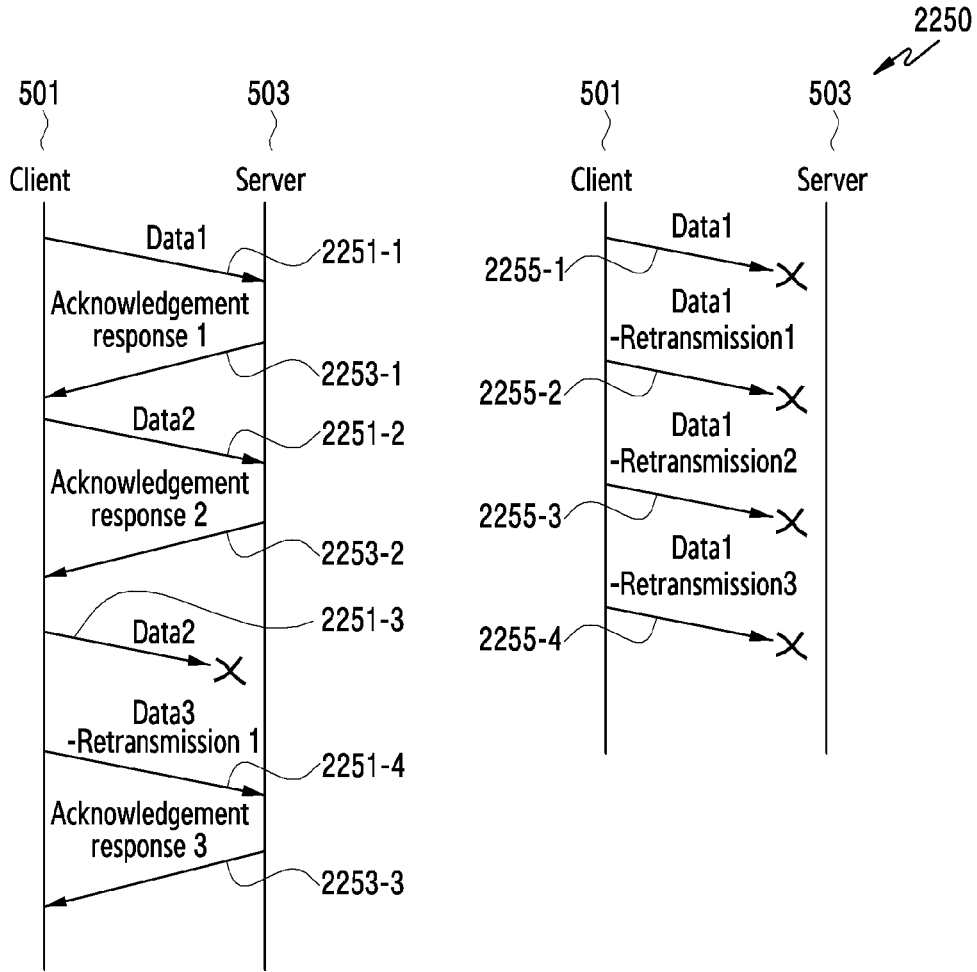 2250
501
503
Client
Server
Data1
2251-1
Acknowledgement
response 1
2253-1
Data2
2251-2
Acknowledgement
response 2
2253-2
2251-3
Data2
Data3
-Retransmission 1
2251-4
Acknowledgement
response 3
2253-3
501
503
Client
Server
Data1
2255-1
Data1
-Retransmission1
2255-2
Data1
-Retransmission2
2255-3
Data1
-Retransmission3
2255-4